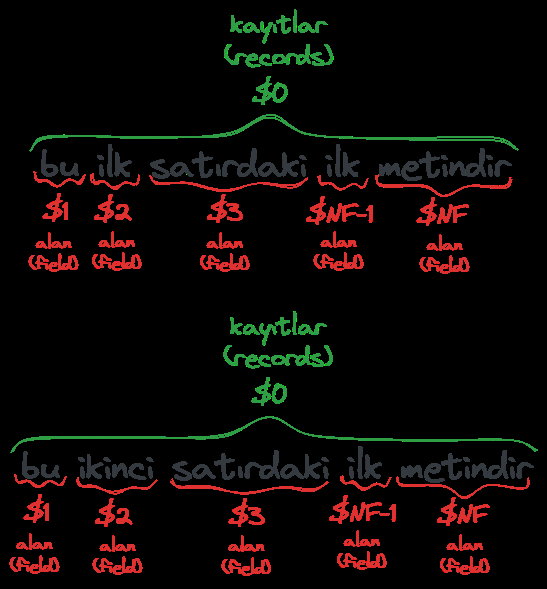 kayıtlar
(records)
$0
bu ilk satırdaki ilk metindir
$1 $2 $3 $NF-1 $NF
alan alan alan alan alan
(field) (field) (field) (field) (field)
kayıtlar
(records)
$0
bu ikinci satırdaki ilk metindir
$1 $2 $3 $NF-1 $NF
alan alan alan alan alan
(field) (field) (field) (field) (field)